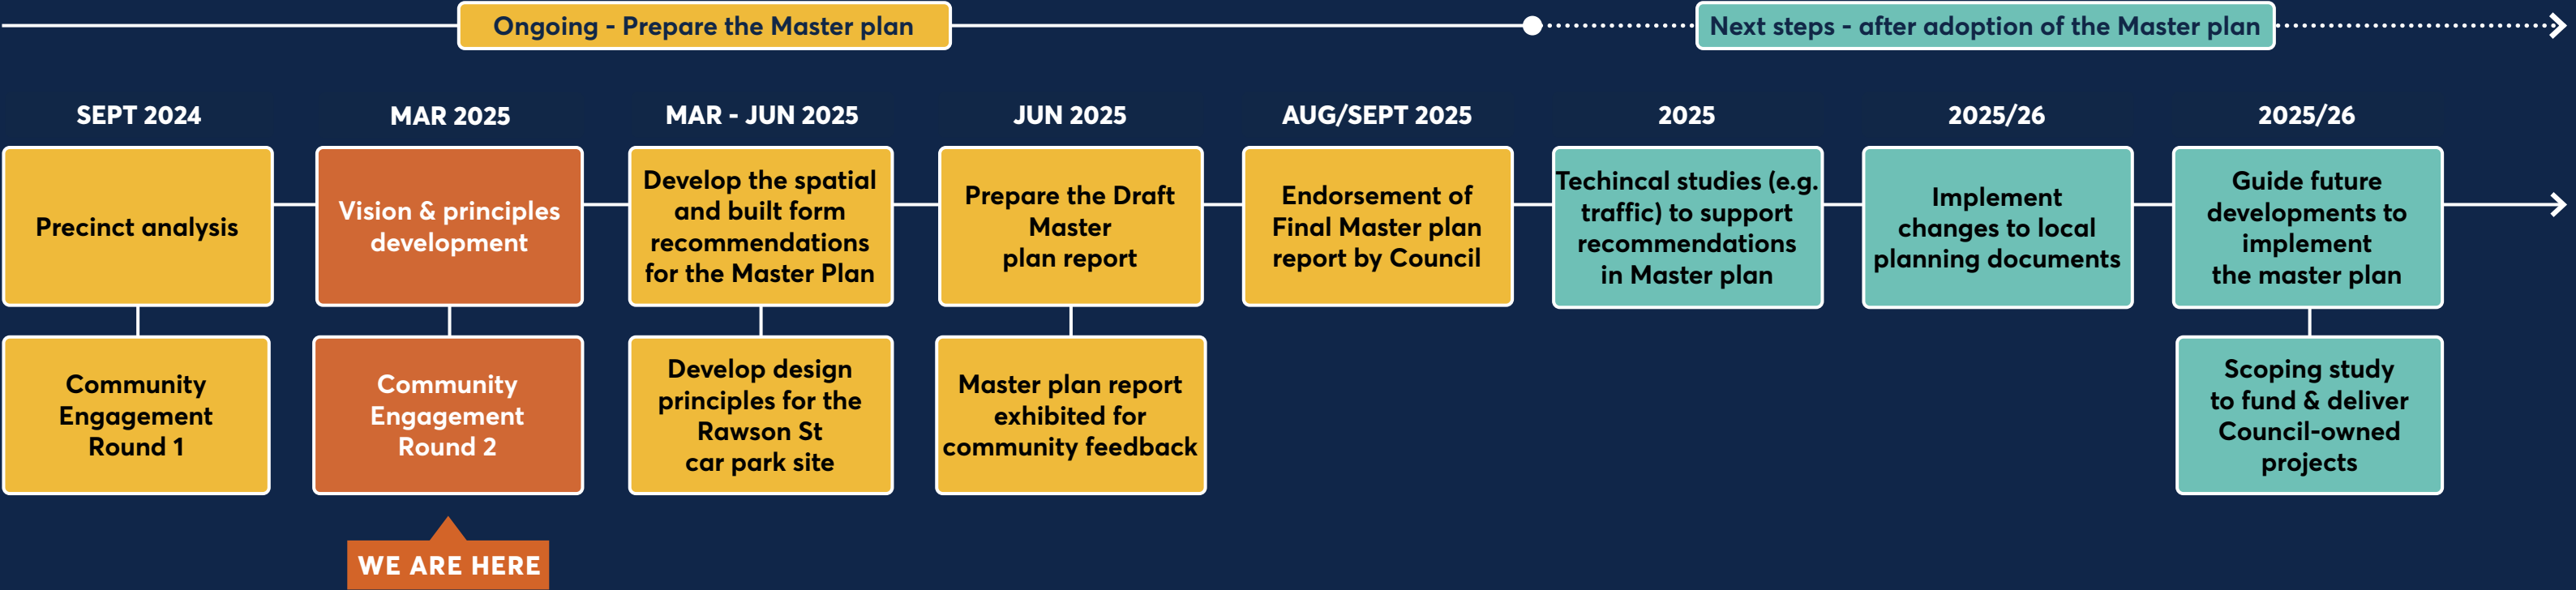 Ongoing - Prepare the Master plan
Next steps - after adoption of the Master plan
SEPT 2024
Precinct analysis
Community
Engagement
Round 1
MAR 2025
Vision & principles
development
Community
Engagement
Round 2
WE ARE HERE
MAR - JUN 2025
Develop the spatial
and built form
recommendations
for the Master Plan
Develop design
principles for the
Rawson St
car park site
JUN 2025
Prepare the Draft
Master
plan report
Master plan report
exhibited for
community feedback
AUG/SEPT 2025
Endorsement of
Final Master plan
report by Council
2025
Techincal studies (e.g.
traffic) to support
recommendations
in Master plan
2025/26
Implement
changes to local
planning documents
2025/26
Guide future
developments to
implement
the master plan
Scoping study
to fund & deliver
Council-owned
projects